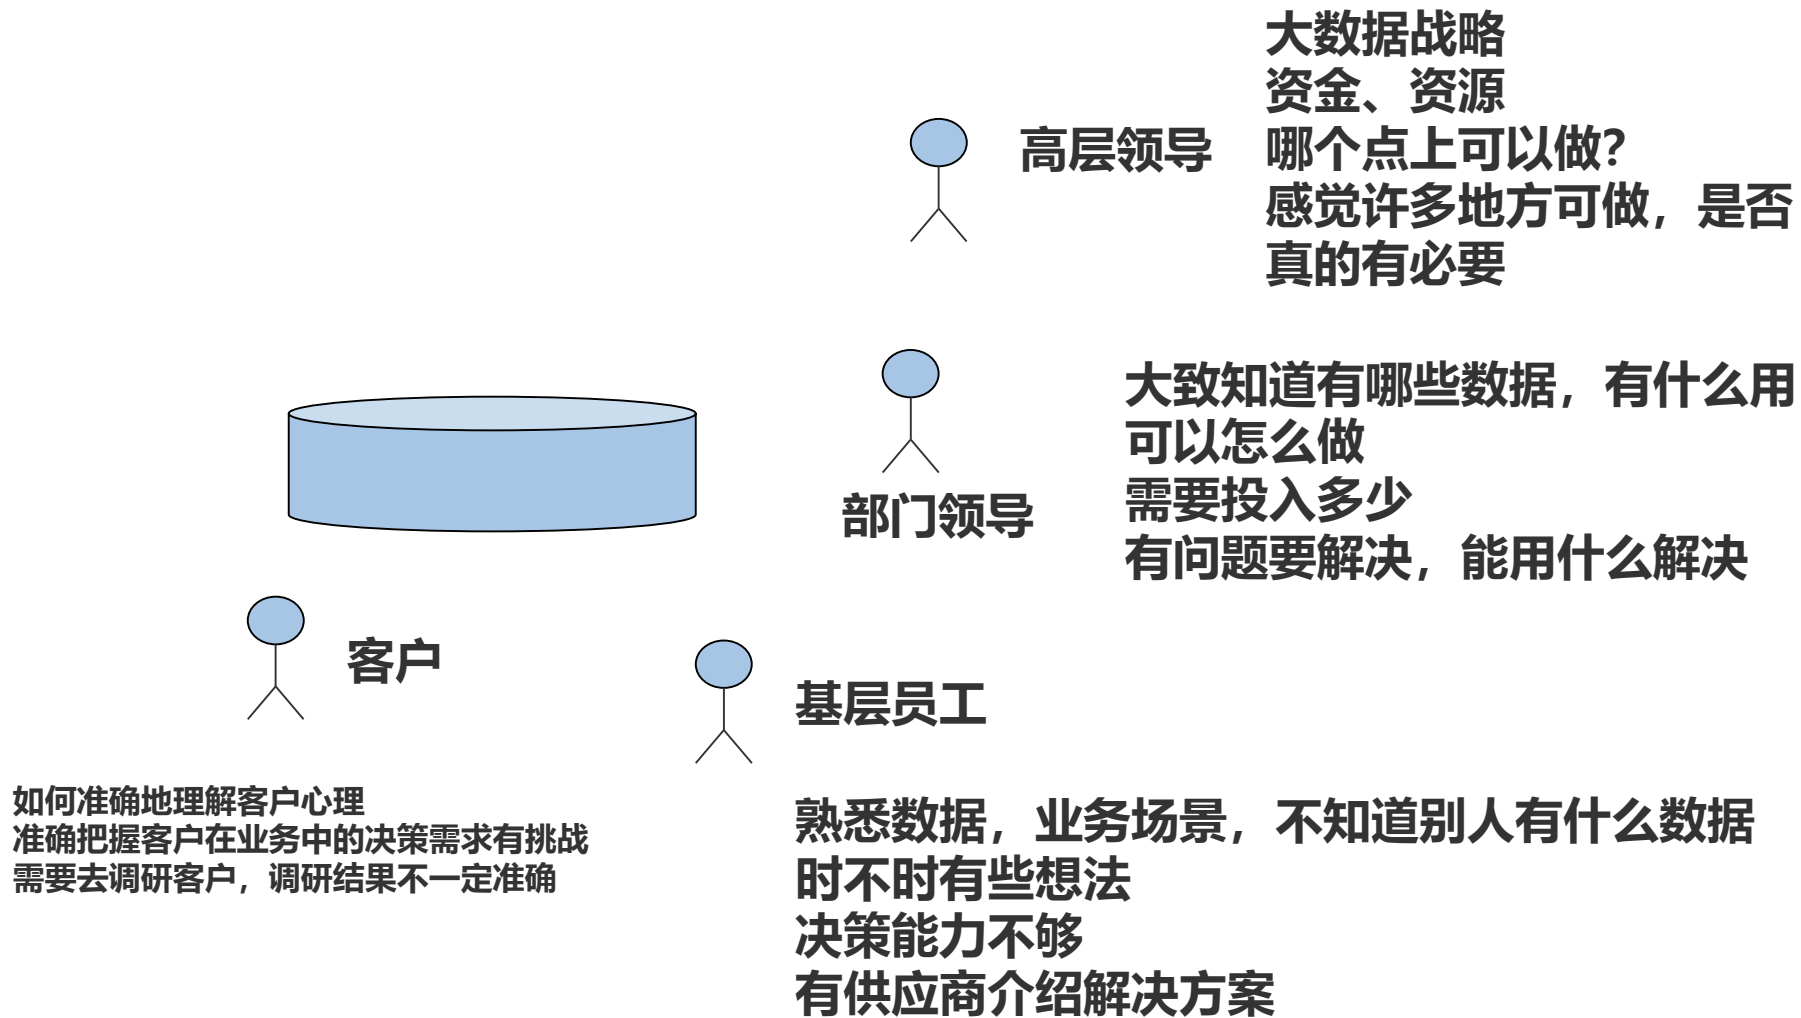 大数据战略
资金、资源
哪个点上可以做?
感觉许多地方可做，是否
真的有必要
高层领导
大致知道有哪些数据，有什么用
可以怎么做
需要投入多少
有问题要解决，能用什么解决
部门领导
客户
如何准确地理解客户心理
准确把握客户在业务中的决策需求有挑战
需要去调研客户，调研结果不一定准确
基层员工
熟悉数据，业务场景，不知道别人有什么数据
时不时有些想法
决策能力不够
有供应商介绍解决方案